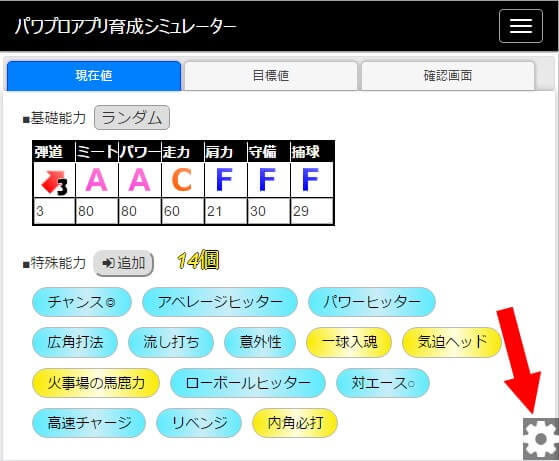 パワプロアプリ育成シミュレーター
現在値 目標値 確認画面
■基礎能力 ランダム
弾道 ミート パワー 走力 肩力 守備 捕球
3 A A C F F F
3 80 80 60 21 30 29
■特殊能力 追加 14個
チャンス◎ アベレージヒッター パワーヒッター
広角打法 流し打ち 意外性 一球入魂 気迫ヘッド
火事場の馬鹿力 ローボールヒッター 対エース○
高速チャージ リベンジ 内角必打